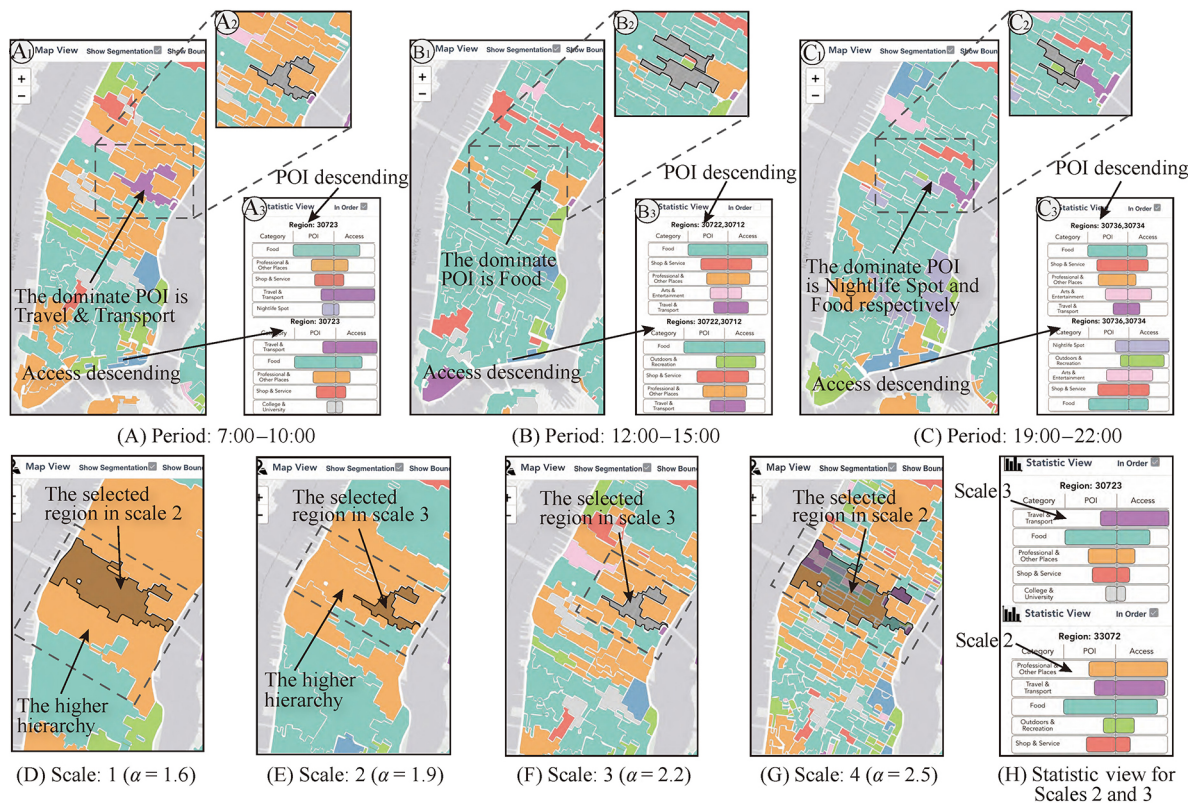 A1
Map View Show Segmentation Show Boun
+
−
A2
POI descending
A3
Statistic View In Order
Region: 30723
Category POI Access
Food
Professional &
Other Places
Shop & Service
Travel &
Transport
Nightlife Spot
Region: 30723
POI Access
Travel &
Transport
Food
Professional &
Other Places
Shop & Service
College &
University
The dominate POI is
Travel & Transport
Access descending
(A) Period: 7:00–10:00
B1
Map View Show Segmentation Show Boun
+
−
B2
POI descending
B3
Statistic View In Order
Regions: 30722,30712
Category POI Access
Food
Shop & Service
Professional &
Other Places
Arts &
Entertainment
Travel &
Transport
Regions: 30722,30712
Category POI Access
Food
Outdoors &
Recreation
Shop & Service
Professional &
Other Places
Travel &
Transport
The dominate
POI is Food
Access descending
(B) Period: 12:00–15:00
C1
Map View Show Segmentation Show Boun
+
−
C2
POI descending
C3
Statistic View In Order
Regions: 30736,30734
Category POI Access
Food
Shop & Service
Professional &
Other Places
Arts &
Entertainment
Travel &
Transport
Regions: 30736,30734
Category POI Access
Nightlife Spot
Outdoors &
Recreation
Arts &
Entertainment
Shop & Service
Food
The dominate POI
is Nightlife Spot and
Food respectively
Access descending
(C) Period: 19:00–22:00
Map View Show Segmentation Show Boun
The selected
region in scale 2
The higher
hierarchy
(D) Scale: 1 (α = 1.6)
Map View Show Segmentation Show Boun
The selected
region in scale 3
The higher
hierarchy
(E) Scale: 2 (α = 1.9)
Map View Show Segmentation Show Boun
The selected
region in scale 3
(F) Scale: 3 (α = 2.2)
Map View Show Segmentation Show Boun
The selected
region in scale 2
(G) Scale: 4 (α = 2.5)
Statistic View In Order
Region: 30723
Scale 3
Category POI Access
Travel &
Transport
Food
Professional &
Other Places
Shop & Service
College &
University
Statistic View In Order
Region: 33072
Scale 2
Category POI Access
Professional &
Other Places
Travel &
Transport
Food
Outdoors &
Recreation
Shop & Service
(H) Statistic view for
Scales 2 and 3